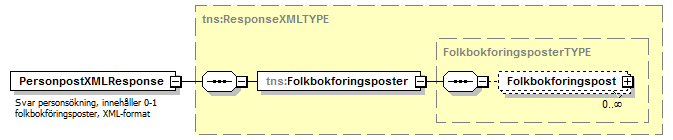 tns:ResponseXMLTYPE
FolkbokforingsposterTYPE
PersonpostXMLResponse
tns:Folkbokforingsposter
Folkbokforingspost
0..∞
Svar personsökning, innehåller 0-1
folkbokföringsposter, XML-format